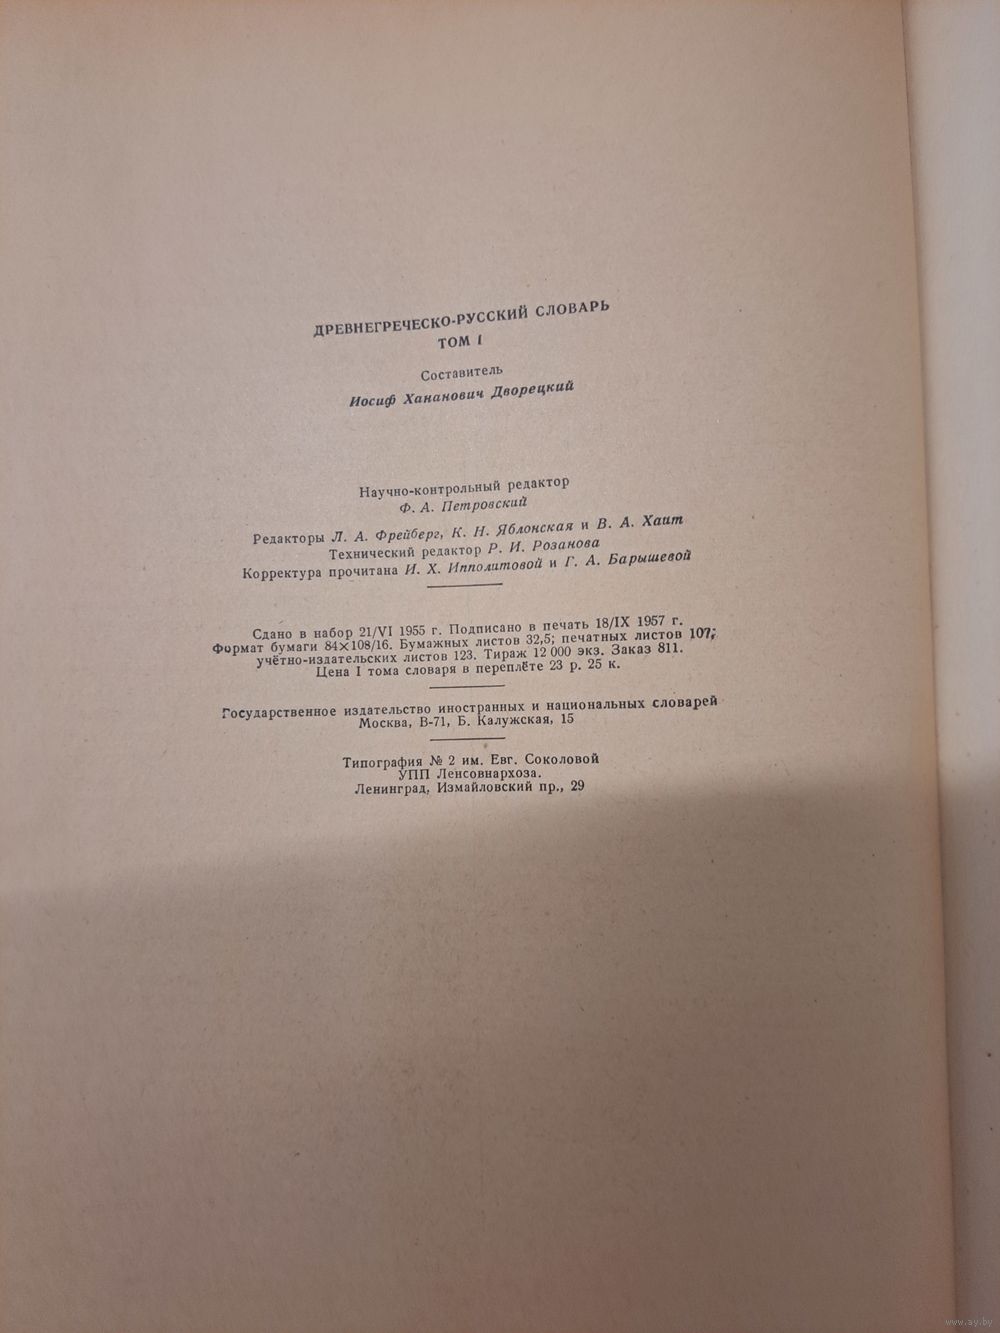 ДРЕВНЕГРЕЧЕСКО-РУССКИЙ СЛОВАРЬ
ТОМ I
Составитель
Иосиф Хананович Дворецкий
Научно-контрольный редактор
Ф. А. Петровский
Редакторы Л. А. Фрейберг, К. Н. Яблонская и В. А. Хаит
Технический редактор Р. И. Розанова
Корректура прочитана И. Х. Ипполитовой и Г. А. Барышевой
Сдано в набор 21/VI 1955 г. Подписано в печать 18/IX 1957 г.
Формат бумаги 84×108/16. Бумажных листов 32,5; печатных листов 107;
учётно-издательских листов 123. Тираж 12 000 экз. Заказ 811.
Цена I тома словаря в переплёте 23 р. 25 к.
Государственное издательство иностранных и национальных словарей
Москва, В-71, Б. Калужская, 15
Типография № 2 им. Евг. Соколовой
УПП Ленсовнархоза.
Ленинград, Измайловский пр., 29
www.ay.by